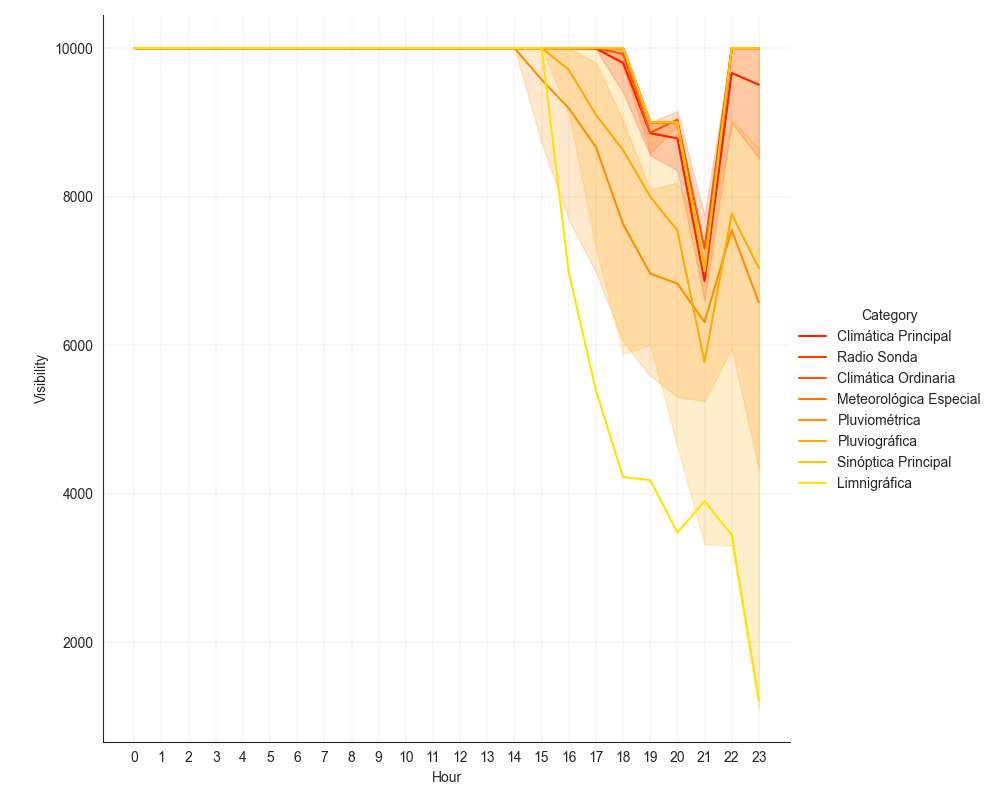 10000
8000
6000
4000
2000
Visibility
0 1 2 3 4 5 6 7 8 9 10 11 12 13 14 15 16 17 18 19 20 21 22 23
Hour
Category
Climática Principal
Radio Sonda
Climática Ordinaria
Meteorológica Especial
Pluviométrica
Pluviográfica
Sinóptica Principal
Limnigráfica